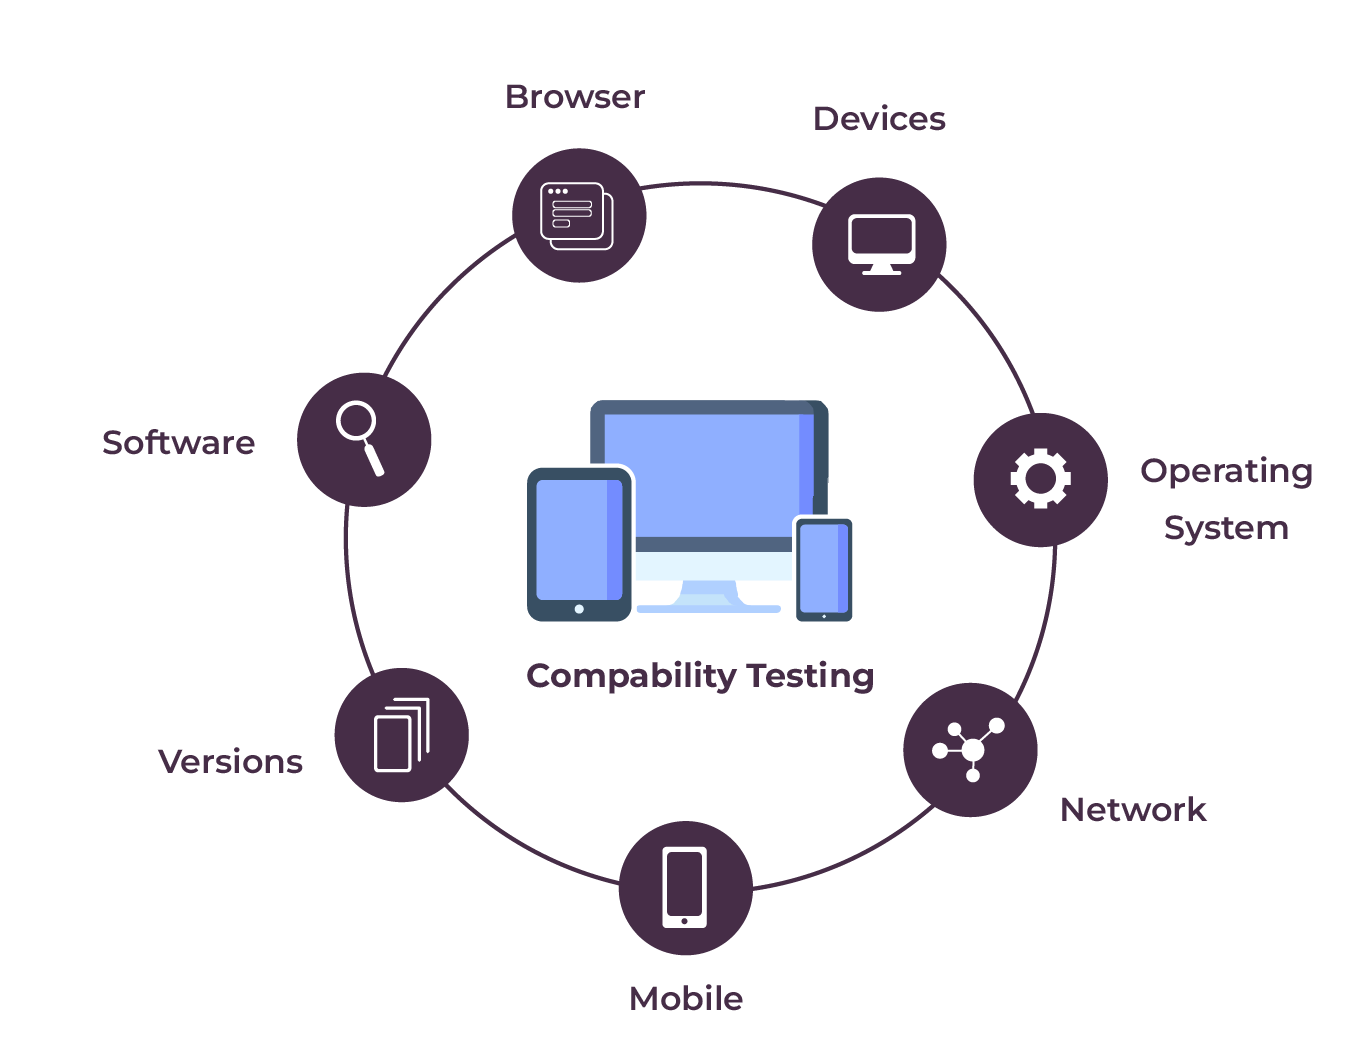 Browser
Devices
Software
Operating
System
Compability Testing
Versions
Network
Mobile